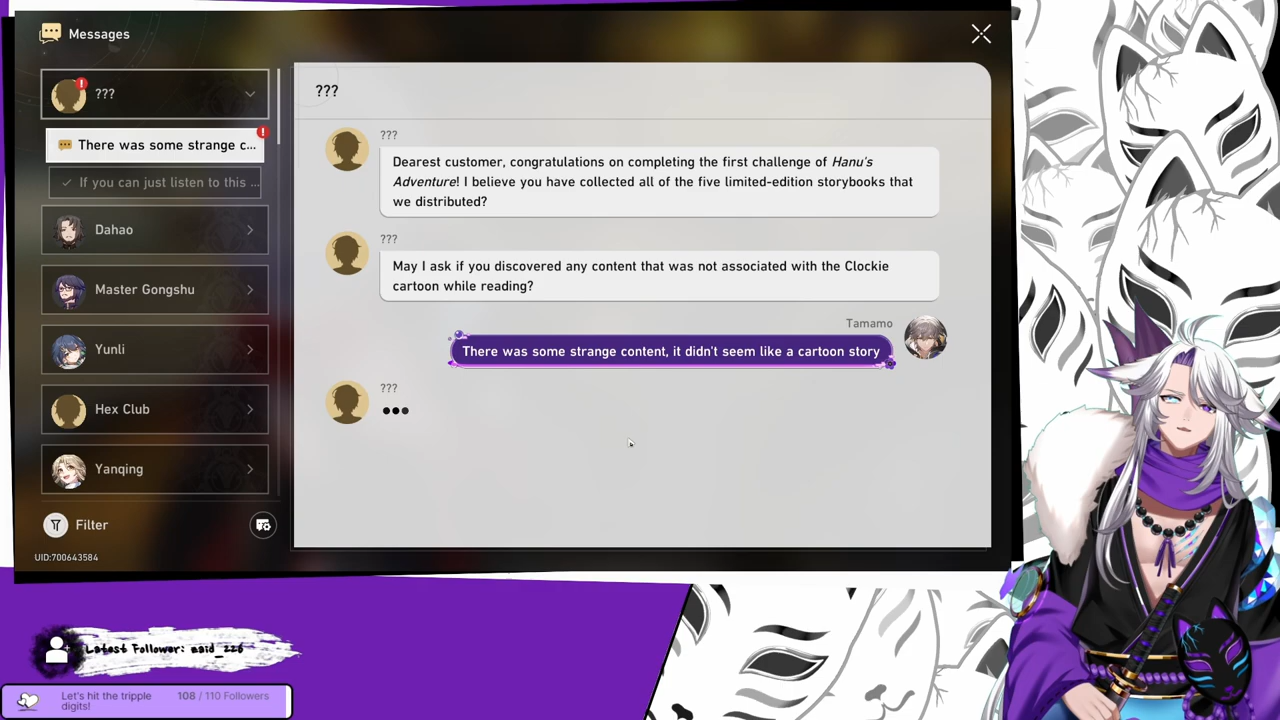 Messages
???
There was some strange c...
If you can just listen to this ...
Dahao
Master Gongshu
Yunli
Hex Club
Yanqing
Filter
UID:700643584
???
???
Dearest customer, congratulations on completing the first challenge of Hanu's
Adventure! I believe you have collected all of the five limited-edition storybooks that
we distributed?
???
May I ask if you discovered any content that was not associated with the Clockie
cartoon while reading?
Tamamo
There was some strange content, it didn't seem like a cartoon story
???
Latest Follower: zaid_226
Let's hit the tripple
digits!
108 / 110 Followers